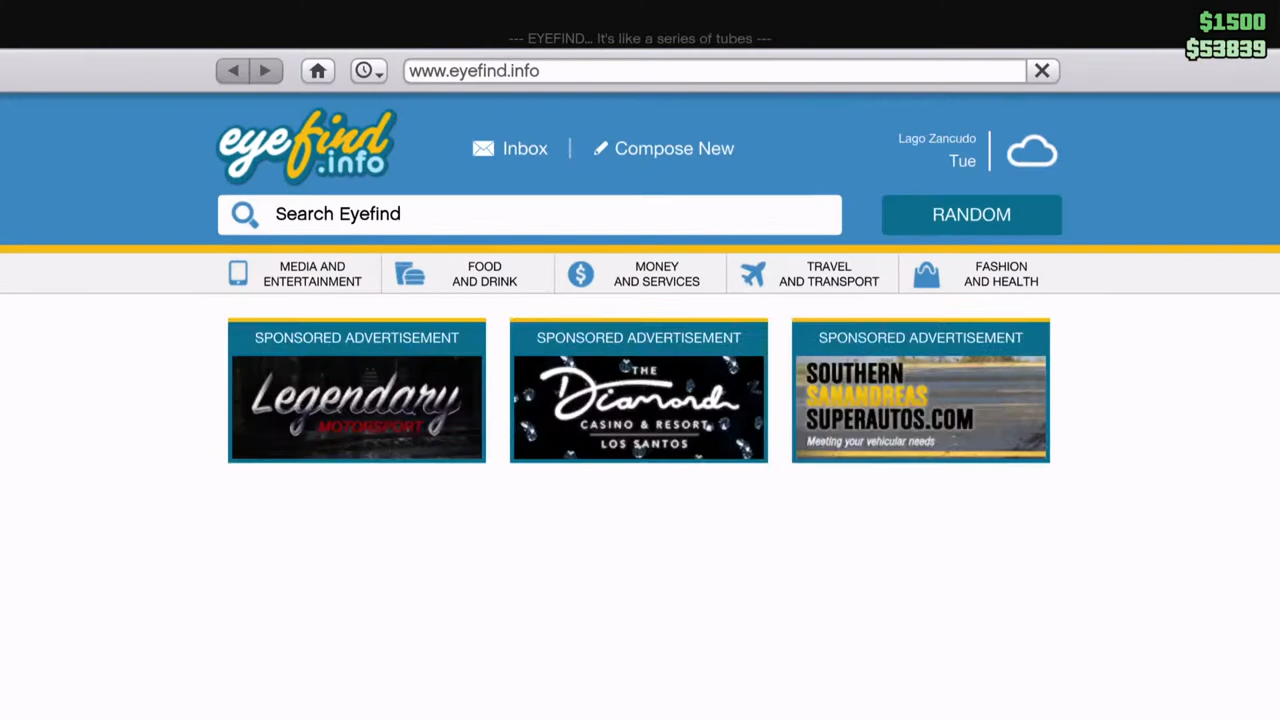 $1500
--- EYEFIND... It's like a series of tubes ---
$53839
www.eyefind.info
eyefind
.info
Inbox
Compose New
Lago Zancudo
Tue
Search Eyefind
RANDOM
MEDIA AND
ENTERTAINMENT
FOOD
AND DRINK
MONEY
AND SERVICES
TRAVEL
AND TRANSPORT
FASHION
AND HEALTH
SPONSORED ADVERTISEMENT
Legendary
MOTORSPORT
SPONSORED ADVERTISEMENT
THE
Diamond
CASINO & RESORT
LOS SANTOS
SPONSORED ADVERTISEMENT
SOUTHERN
SANANDREAS
SUPERAUTOS.COM
Meeting your vehicular needs